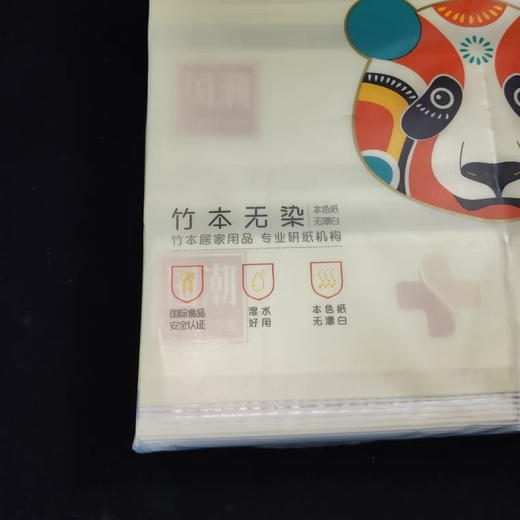 竹本无染
本色纸
无漂白
竹本居家用品 专业研纸机构
国际食品
安全认证
湿水
好用
本色纸
无漂白
潮